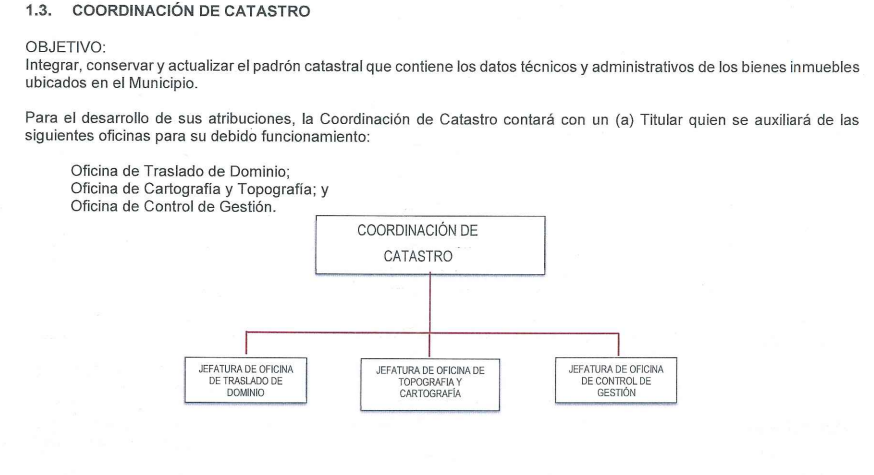 1.3. COORDINACIÓN DE CATASTRO
OBJETIVO:
Integrar, conservar y actualizar el padrón catastral que contiene los datos técnicos y administrativos de los bienes inmuebles
ubicados en el Municipio.
Para el desarrollo de sus atribuciones, la Coordinación de Catastro contará con un (a) Titular quien se auxiliará de las
siguientes oficinas para su debido funcionamiento:
Oficina de Traslado de Dominio;
Oficina de Cartografía y Topografía; y
Oficina de Control de Gestión.
COORDINACIÓN DE
CATASTRO
JEFATURA DE OFICINA
DE TRASLADO DE
DOMINIO
JEFATURA DE OFICINA DE
TOPOGRAFIA Y
CARTOGRAFÍA
JEFATURA DE OFICINA
DE CONTROL DE
GESTIÓN